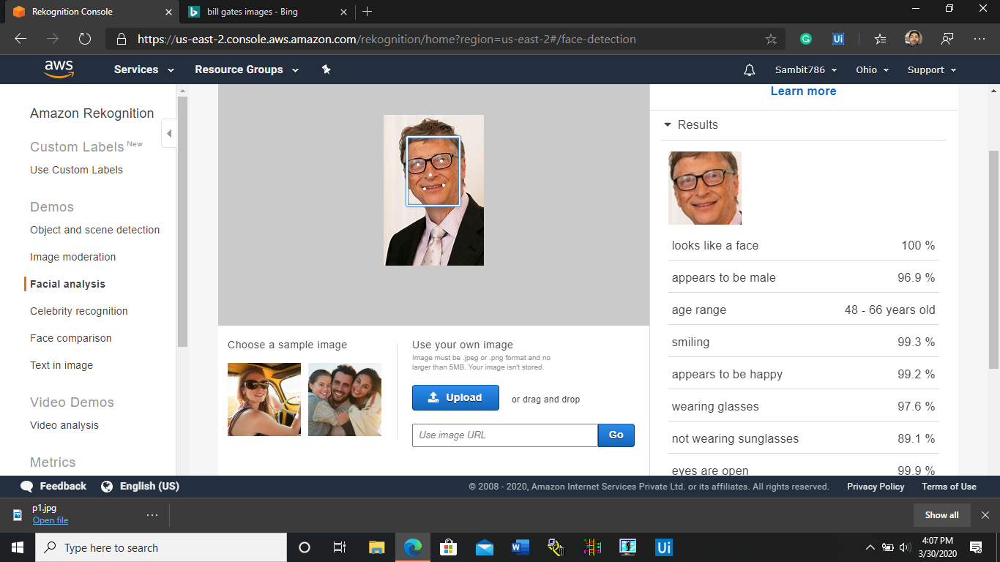 Rekognition Console
bill gates images - Bing
https://us-east-2.console.aws.amazon.com/rekognition/home?region=us-east-2#/face-detection
G
Ui
aws
Services
Resource Groups
Sambit786
Ohio
Support
Amazon Rekognition
Custom Labels New
Use Custom Labels
Demos
Object and scene detection
Image moderation
Facial analysis
Celebrity recognition
Face comparison
Text in image
Video Demos
Video analysis
Metrics
Choose a sample image
Use your own image
Image must be .jpeg or .png format and no
larger than 5MB. Your image isn't stored.
Upload
or drag and drop
Use image URL
Go
Learn more
Results
looks like a face 100 %
appears to be male 96.9 %
age range 48 - 66 years old
smiling 99.3 %
appears to be happy 99.2 %
wearing glasses 97.6 %
not wearing sunglasses 89.1 %
eyes are open 99.9 %
Feedback
English (US)
© 2008 - 2020, Amazon Internet Services Private Ltd. or its affiliates. All rights reserved.
Privacy Policy
Terms of Use
p1.jpg
Open file
Show all
Type here to search
Ui
4:07 PM
3/30/2020